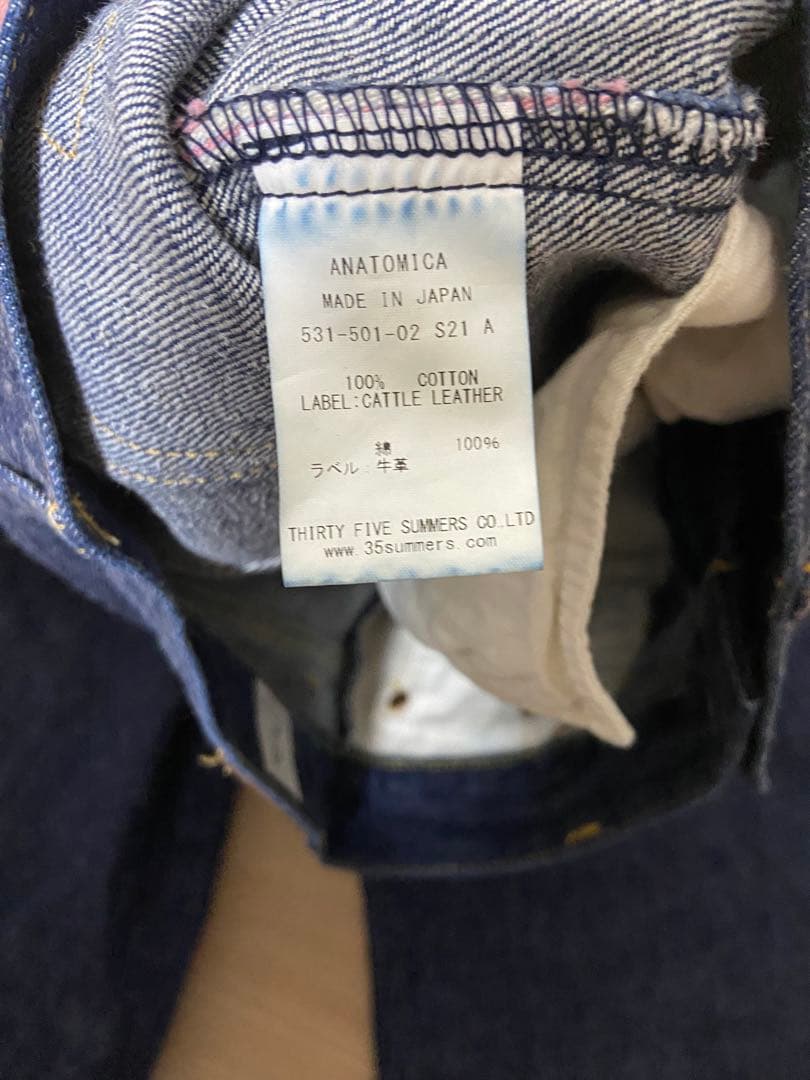 ANATOMICA
MADE IN JAPAN
531-501-02 S21 A
100% COTTON
LABEL:CATTLE LEATHER
綿 100%
ラベル:牛革
THIRTY FIVE SUMMERS CO.,LTD
www.35summers.com